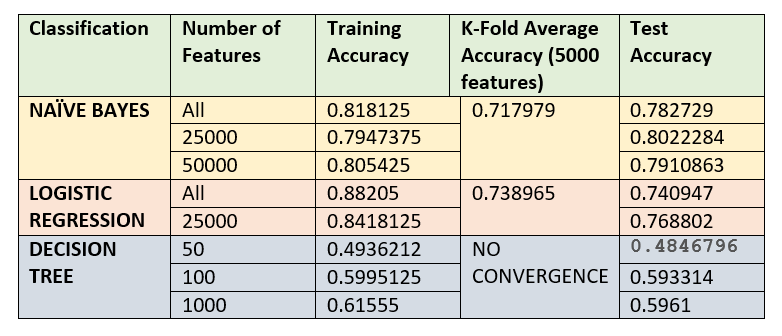 Classification Number of Features Training Accuracy K-Fold Average Accuracy (5000 features) Test Accuracy
NAÏVE BAYES All 0.818125 0.717979 0.782729
25000 0.7947375 0.8022284
50000 0.805425 0.7910863
LOGISTIC REGRESSION All 0.88205 0.738965 0.740947
25000 0.8418125 0.768802
DECISION TREE 50 0.4936212 NO CONVERGENCE 0.4846796
100 0.5995125 0.593314
1000 0.61555 0.5961